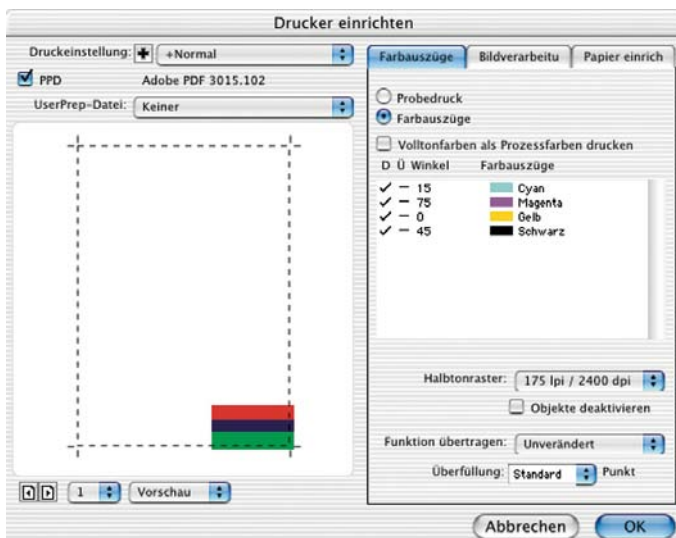 Drucker einrichten
Druckeinstellung: +Normal
PPD Adobe PDF 3015.102
UserPrep-Datei: Keiner
1 Vorschau
Farbauszüge Bildverarbeitu Papier einrich
Probedruck
Farbauszüge
Volltonfarben als Prozessfarben drucken
D Ü Winkel Farbauszüge
15 Cyan
75 Magenta
0 Gelb
45 Schwarz
Halbtonraster: 175 lpi / 2400 dpi
Objekte deaktivieren
Funktion übertragen: Unverändert
Überfüllung: Standard Punkt
Abbrechen OK